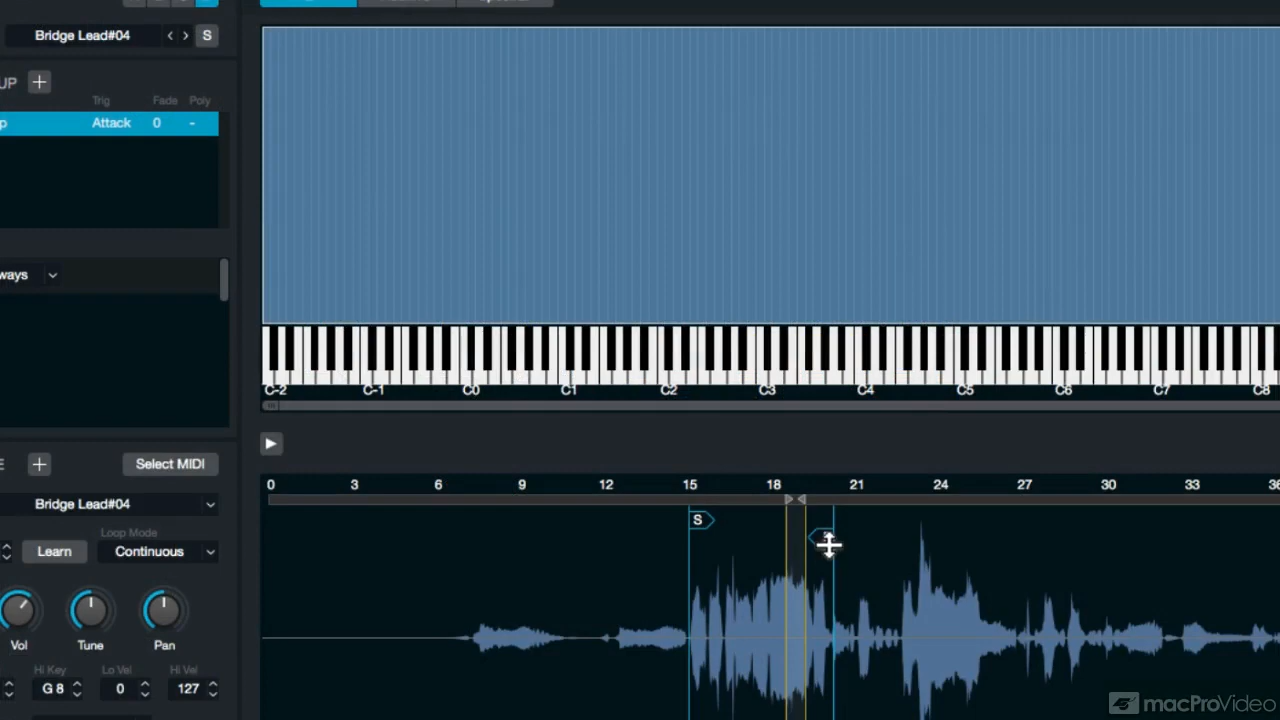 Bridge Lead#04
S
UP
Trig Fade Poly
p Attack 0 -
ways
C-2 C-1 C0 C1 C2 C3 C4 C5 C6 C7 C8
E Select MIDI
0 3 6 9 12 15 18 21 24 27 30 33 36
Bridge Lead#04
S
Loop Mode
Learn Continuous
Vol Tune Pan
Hi Key Lo Vel Hi Vel
G 8 0 127
macProVideo